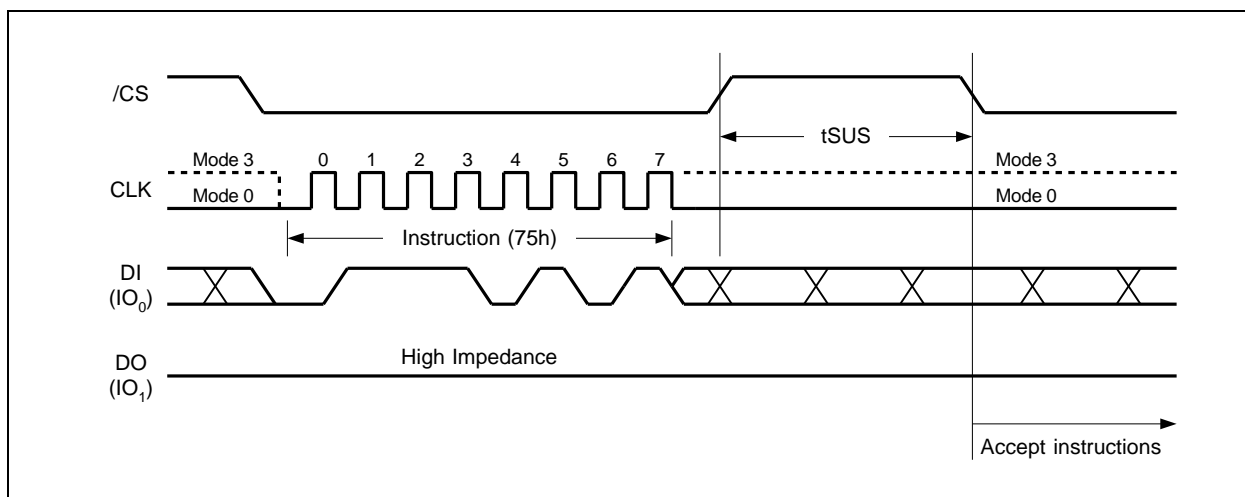 /CS
tSUS
Mode 3 0 1 2 3 4 5 6 7 Mode 3
CLK
Mode 0 Mode 0
Instruction (75h)
DI
(IO0)
High Impedance
DO
(IO1)
Accept instructions